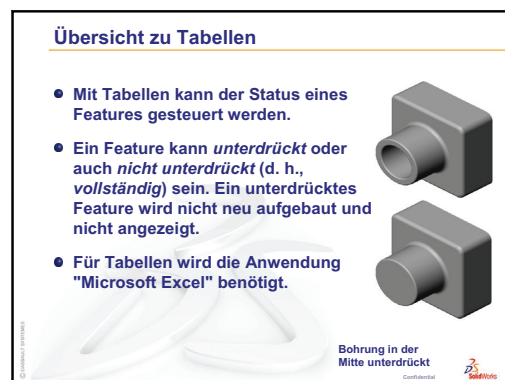 Übersicht zu Tabellen
Mit Tabellen kann der Status eines
Features gesteuert werden.
Ein Feature kann unterdrückt oder
auch nicht unterdrückt (d. h.,
vollständig) sein. Ein unterdrücktes
Feature wird nicht neu aufgebaut und
nicht angezeigt.
Für Tabellen wird die Anwendung
"Microsoft Excel" benötigt.
Bohrung in der
Mitte unterdrückt
Confidential
SolidWorks
© DASSAULT SYSTEMES